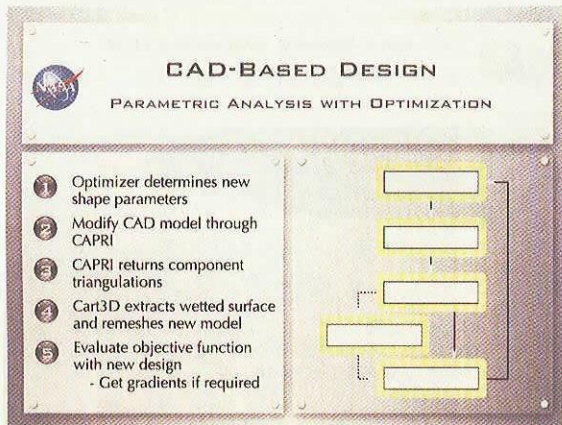 NASA
CAD-BASED DESIGN
PARAMETRIC ANALYSIS WITH OPTIMIZATION
1 Optimizer determines new
shape parameters
2 Modify CAD model through
CAPRI
3 CAPRI returns component
triangulations
4 Cart3D extracts wetted surface
and remeshes new model
5 Evaluate objective function
with new design
- Get gradients if required